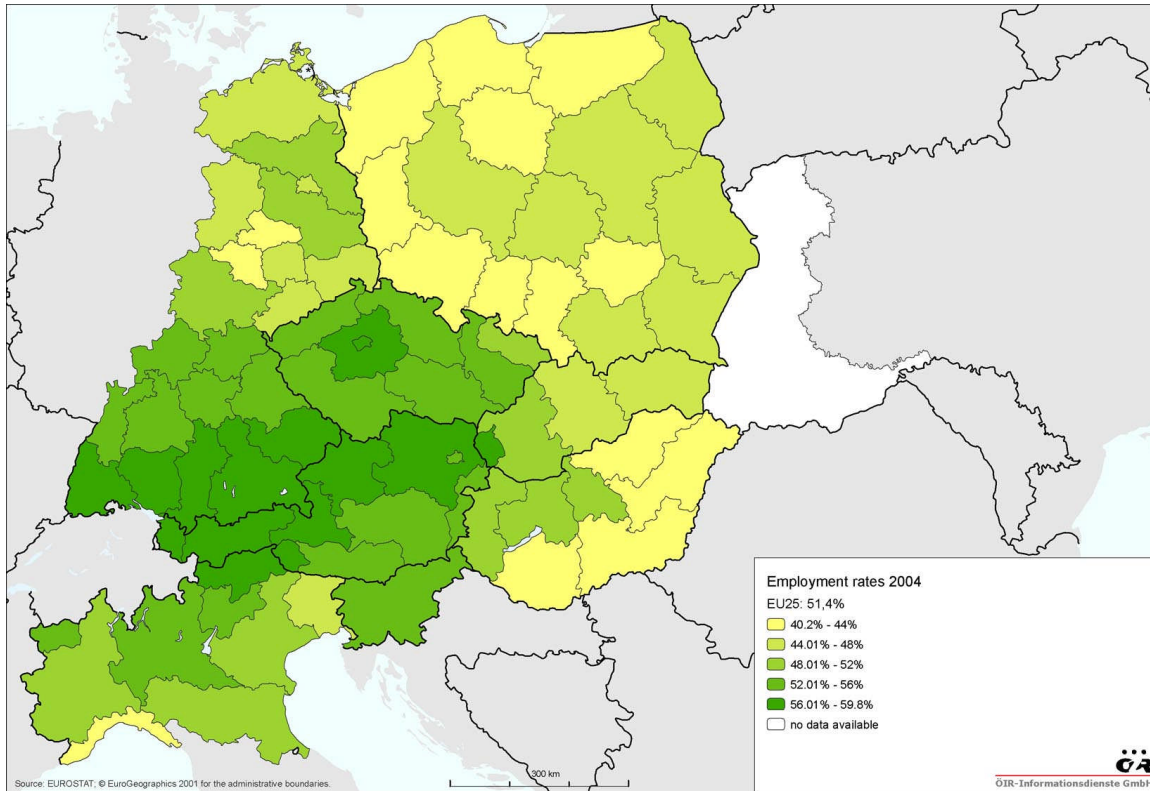 Employment rates 2004
EU25: 51,4%
40.2% - 44%
44.01% - 48%
48.01% - 52%
52.01% - 56%
56.01% - 59.8%
no data available
300 km
Source: EUROSTAT; © EuroGeographics 2001 for the administrative boundaries.
ÖIR
ÖIR-Informationsdienste GmbH